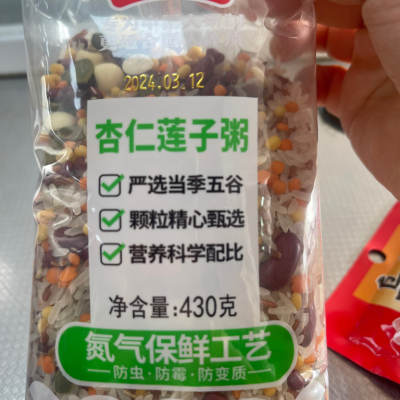 2024.03.12
杏仁莲子粥
严选当季五谷
颗粒精心甄选
营养科学配比
净含量:430克
氮气保鲜工艺
防虫·防霉·防变质